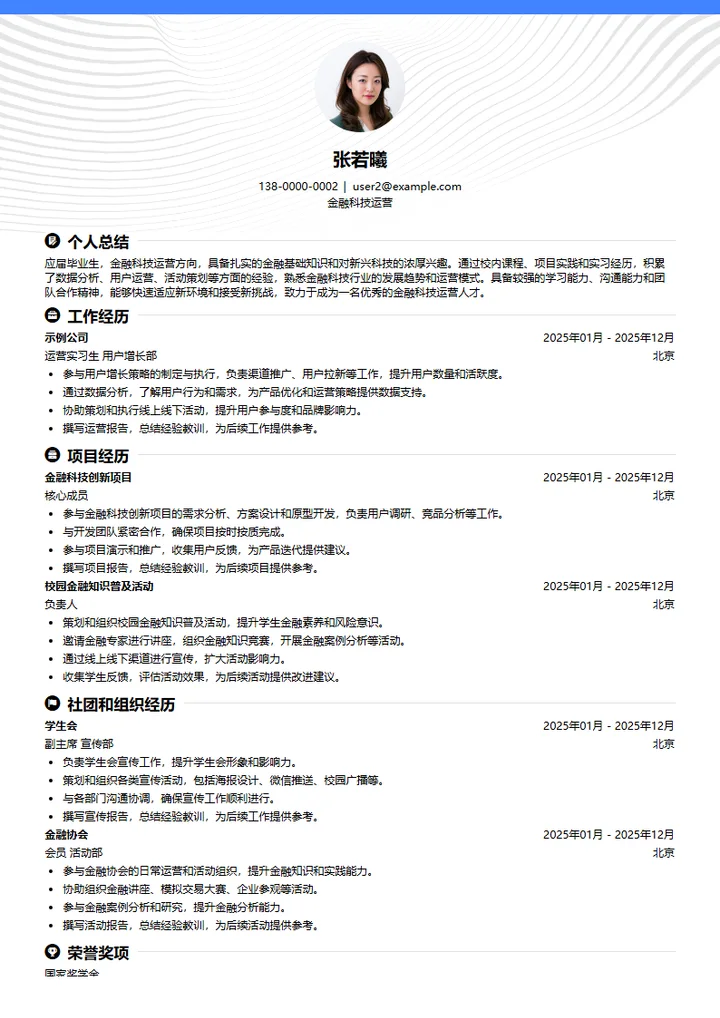 张若曦
138-0000-0002 | user2@example.com
金融科技运营
个人总结
应届毕业生，金融科技运营方向，具备扎实的金融基础知识和对新兴科技的浓厚兴趣。通过校内课程、项目实践和实习经历，积累
了数据分析、用户运营、活动策划等方面的经验，熟悉金融科技行业的发展趋势和运营模式。具备较强的学习能力、沟通能力和团
队合作精神，能够快速适应新环境和接受新挑战，致力于成为一名优秀的金融科技运营人才。
工作经历
示例公司 2025年01月 - 2025年12月
运营实习生 用户增长部 北京
• 参与用户增长策略的制定与执行，负责渠道推广、用户拉新等工作，提升用户数量和活跃度。
• 通过数据分析，了解用户行为和需求，为产品优化和运营策略提供数据支持。
• 协助策划和执行线上线下活动，提升用户参与度和品牌影响力。
• 撰写运营报告，总结经验教训，为后续工作提供参考。
项目经历
金融科技创新项目 2025年01月 - 2025年12月
核心成员 北京
• 参与金融科技创新项目的需求分析、方案设计和原型开发，负责用户调研、竞品分析等工作。
• 与开发团队紧密合作，确保项目按时按质完成。
• 参与项目演示和推广，收集用户反馈，为产品迭代提供建议。
• 撰写项目报告，总结经验教训，为后续项目提供参考。
校园金融知识普及活动 2025年01月 - 2025年12月
负责人 北京
• 策划和组织校园金融知识普及活动，提升学生金融素养和风险意识。
• 邀请金融专家进行讲座，组织金融知识竞赛，开展金融案例分析等活动。
• 通过线上线下渠道进行宣传，扩大活动影响力。
• 收集学生反馈，评估活动效果，为后续活动提供改进建议。
社团和组织经历
学生会 2025年01月 - 2025年12月
副主席 宣传部 北京
• 负责学生会宣传工作，提升学生会形象和影响力。
• 策划和组织各类宣传活动，包括海报设计、微信推送、校园广播等。
• 与各部门沟通协调，确保宣传工作顺利进行。
• 撰写宣传报告，总结经验教训，为后续工作提供参考。
金融协会 2025年01月 - 2025年12月
会员 活动部 北京
• 参与金融协会的日常运营和活动组织，提升金融知识和实践能力。
• 协助组织金融讲座、模拟交易大赛、企业参观等活动。
• 参与金融案例分析和研究，提升金融分析能力。
• 撰写活动报告，总结经验教训，为后续活动提供参考。
荣誉奖项
国家奖学金